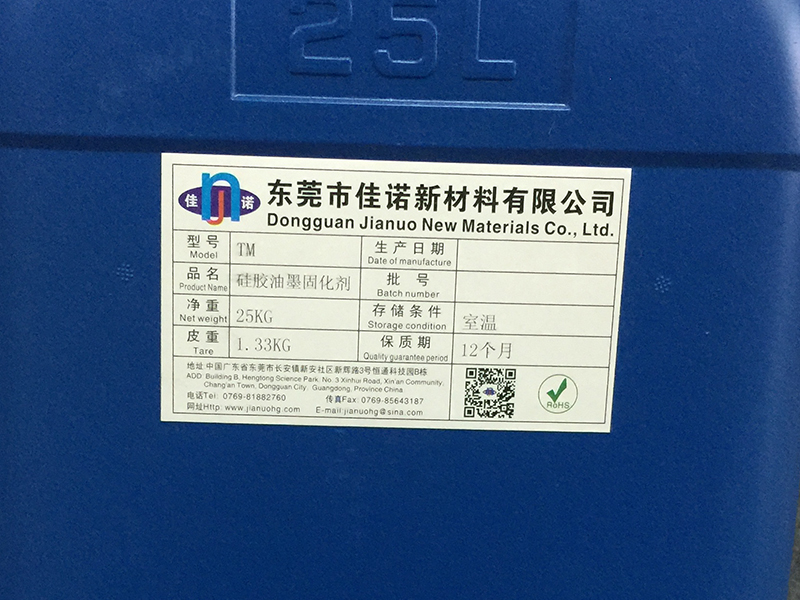 25L
佳 nj 诺
东莞市佳诺新材料有限公司
Dongguan Jianuo New Materials Co., Ltd.
型号 TM 生产日期
Model Date of manufacture
品名 硅胶油墨固化剂 批号
Product Name Batch number
净重 25KG 存储条件 室温
Net weight Storage condition
皮重 1.33KG 保质期 12个月
Tare Quality guarantee period
地址:中国广东省东莞市长安镇新安社区新辉路3号恒通科技园B栋
ADD: Building B, Hengtong Science Park, No.3 Xinhui Road, Xin'an Community,
Chang'an Town, Dongguan City Guangdong, Province China
电话Tel: 0769-81882760 传真Fax: 0769-85643187
网址Http: www.jianuohg.com E-mail:jianuohg@sina.com
RoHS